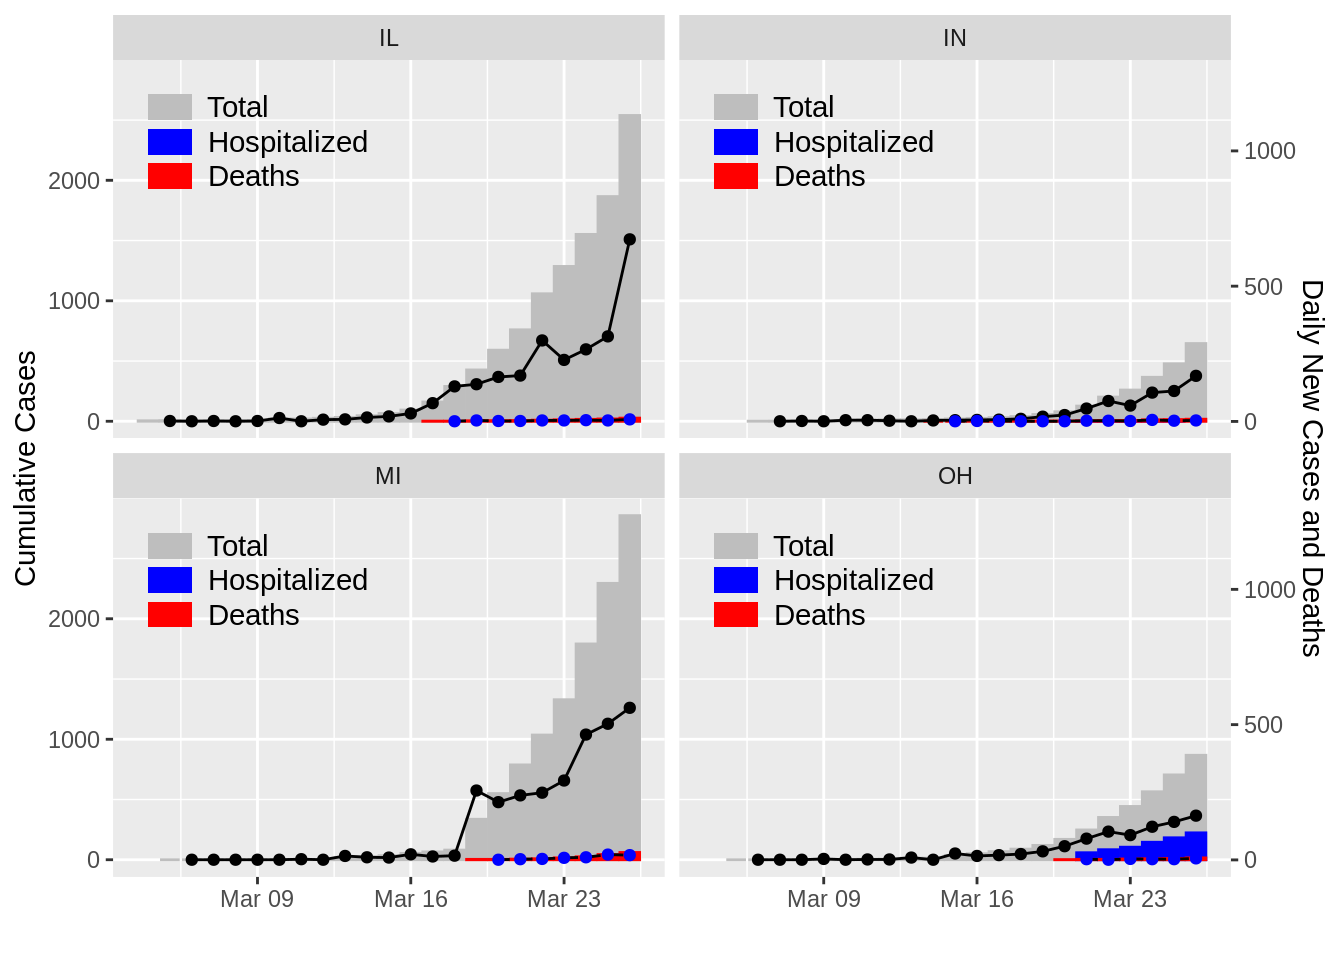 IL
IN
Total
Hospitalized
Deaths
Total
Hospitalized
Deaths
2000
1000
0
1000
500
0
Cumulative Cases
Daily New Cases and Deaths
MI
OH
Total
Hospitalized
Deaths
Total
Hospitalized
Deaths
2000
1000
0
1000
500
0
Mar 09
Mar 16
Mar 23
Mar 09
Mar 16
Mar 23